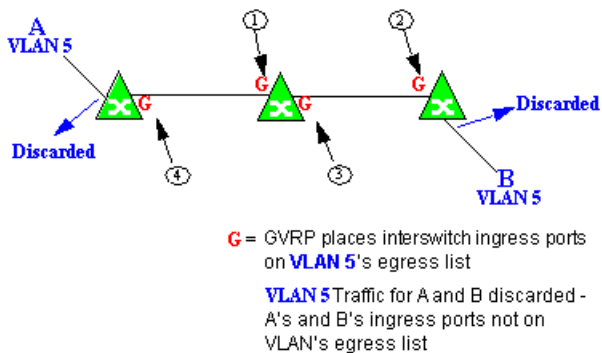 1
2
A
VLAN 5
G
G
G
G
Discarded
Discarded
4
3
B
VLAN 5
G = GVRP places interswitch ingress ports
on VLAN 5's egress list
VLAN 5 Traffic for A and B discarded -
A's and B's ingress ports not on
VLAN's egress list